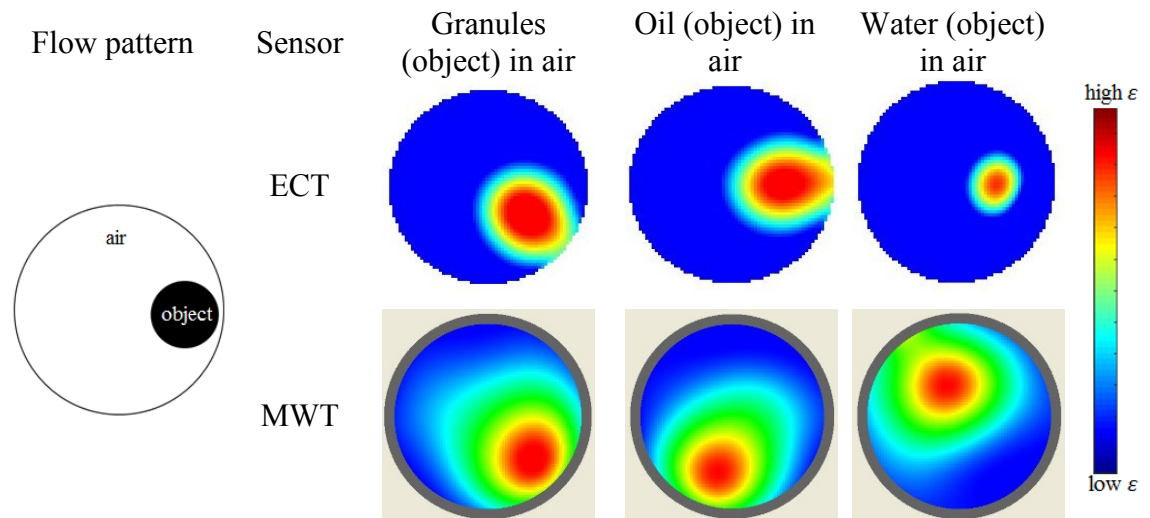 Flow pattern
Sensor
Granules
(object) in air
Oil (object) in
air
Water (object)
in air
high ε
ECT
air
object
MWT
low ε